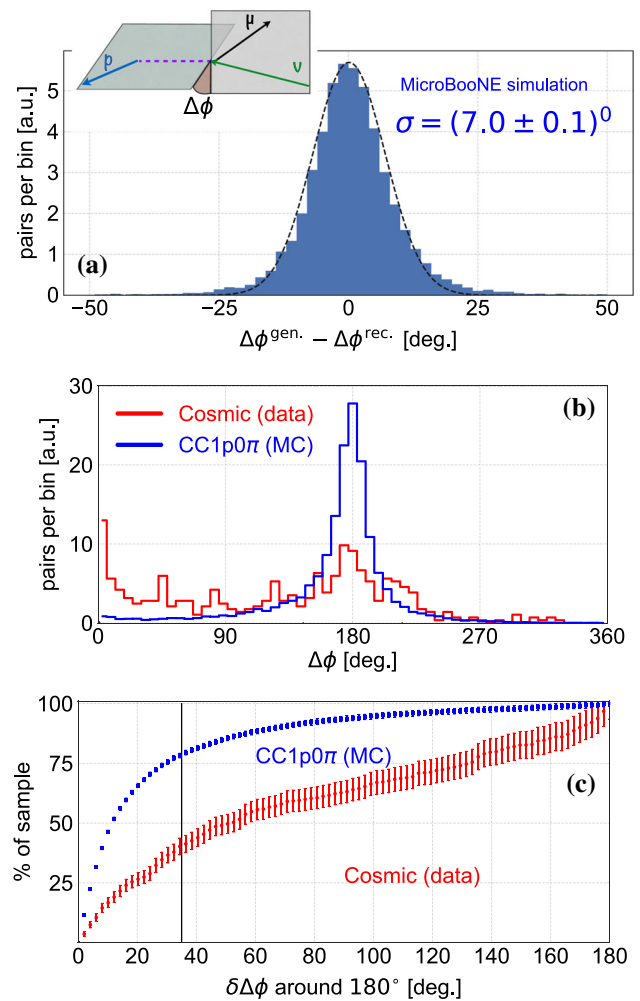 μ
p
ν
Δϕ
MicroBooNE simulation
σ = (7.0 ± 0.1)⁰
(a)
pairs per bin [a.u.]
5
4
3
2
1
0
−50 −25 0 25 50
Δϕ^gen. − Δϕ^rec. [deg.]
(b)
Cosmic (data)
CC1p0π (MC)
pairs per bin [a.u.]
30
20
10
0
0 90 180 270 360
Δϕ [deg.]
100
75
50
25
% of sample
CC1p0π (MC)
(c)
Cosmic (data)
0 20 40 60 80 100 120 140 160 180
δΔϕ around 180° [deg.]